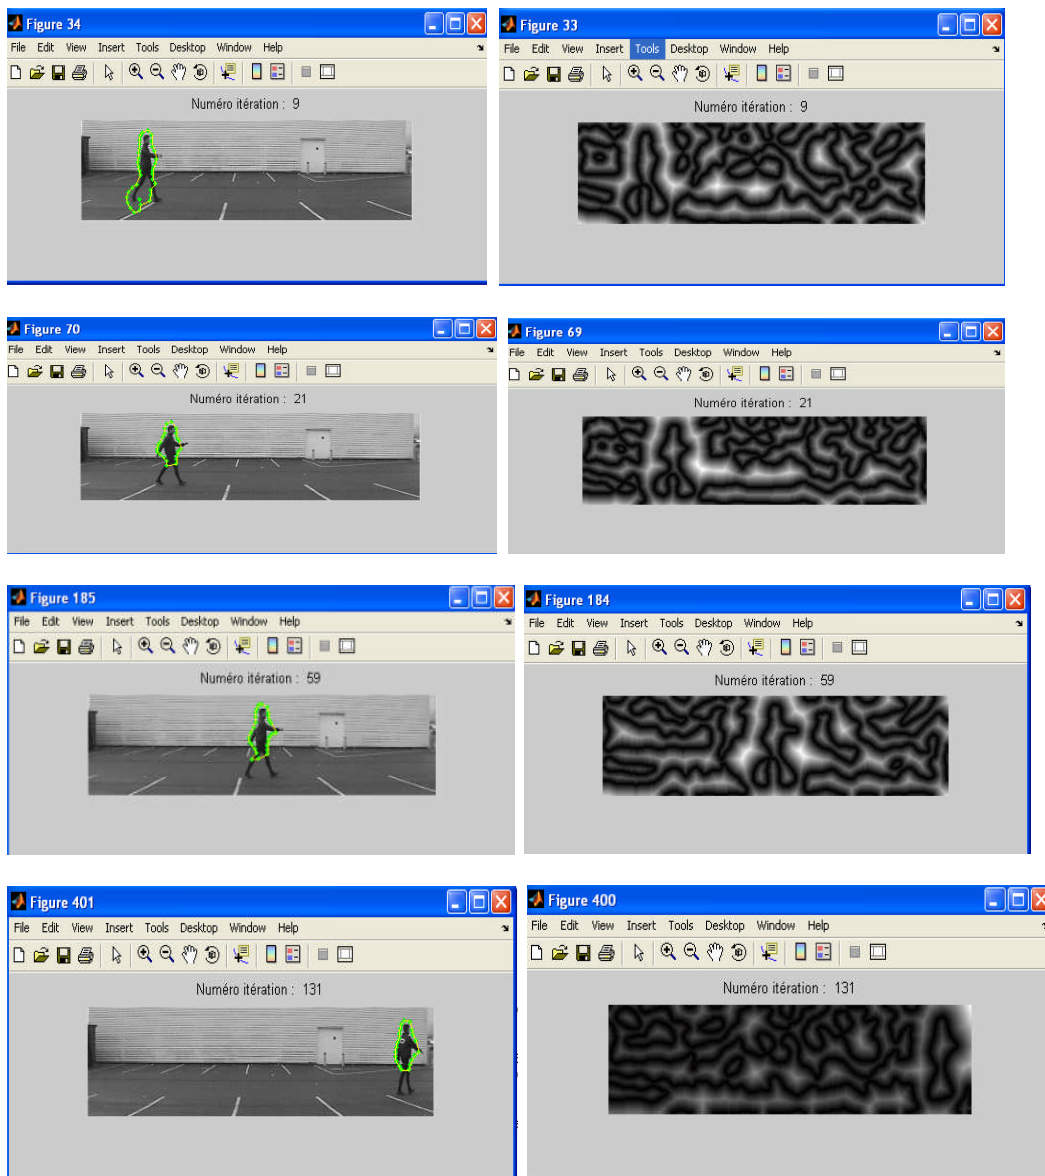 Figure 34
File Edit View Insert Tools Desktop Window Help
Numéro itération : 9
Figure 33
File Edit View Insert Tools Desktop Window Help
Numéro itération : 9
Figure 70
File Edit View Insert Tools Desktop Window Help
Numéro itération : 21
Figure 69
File Edit View Insert Tools Desktop Window Help
Numéro itération : 21
Figure 185
File Edit View Insert Tools Desktop Window Help
Numéro itération : 59
Figure 184
File Edit View Insert Tools Desktop Window Help
Numéro itération : 59
Figure 401
File Edit View Insert Tools Desktop Window Help
Numéro itération : 131
Figure 400
File Edit View Insert Tools Desktop Window Help
Numéro itération : 131